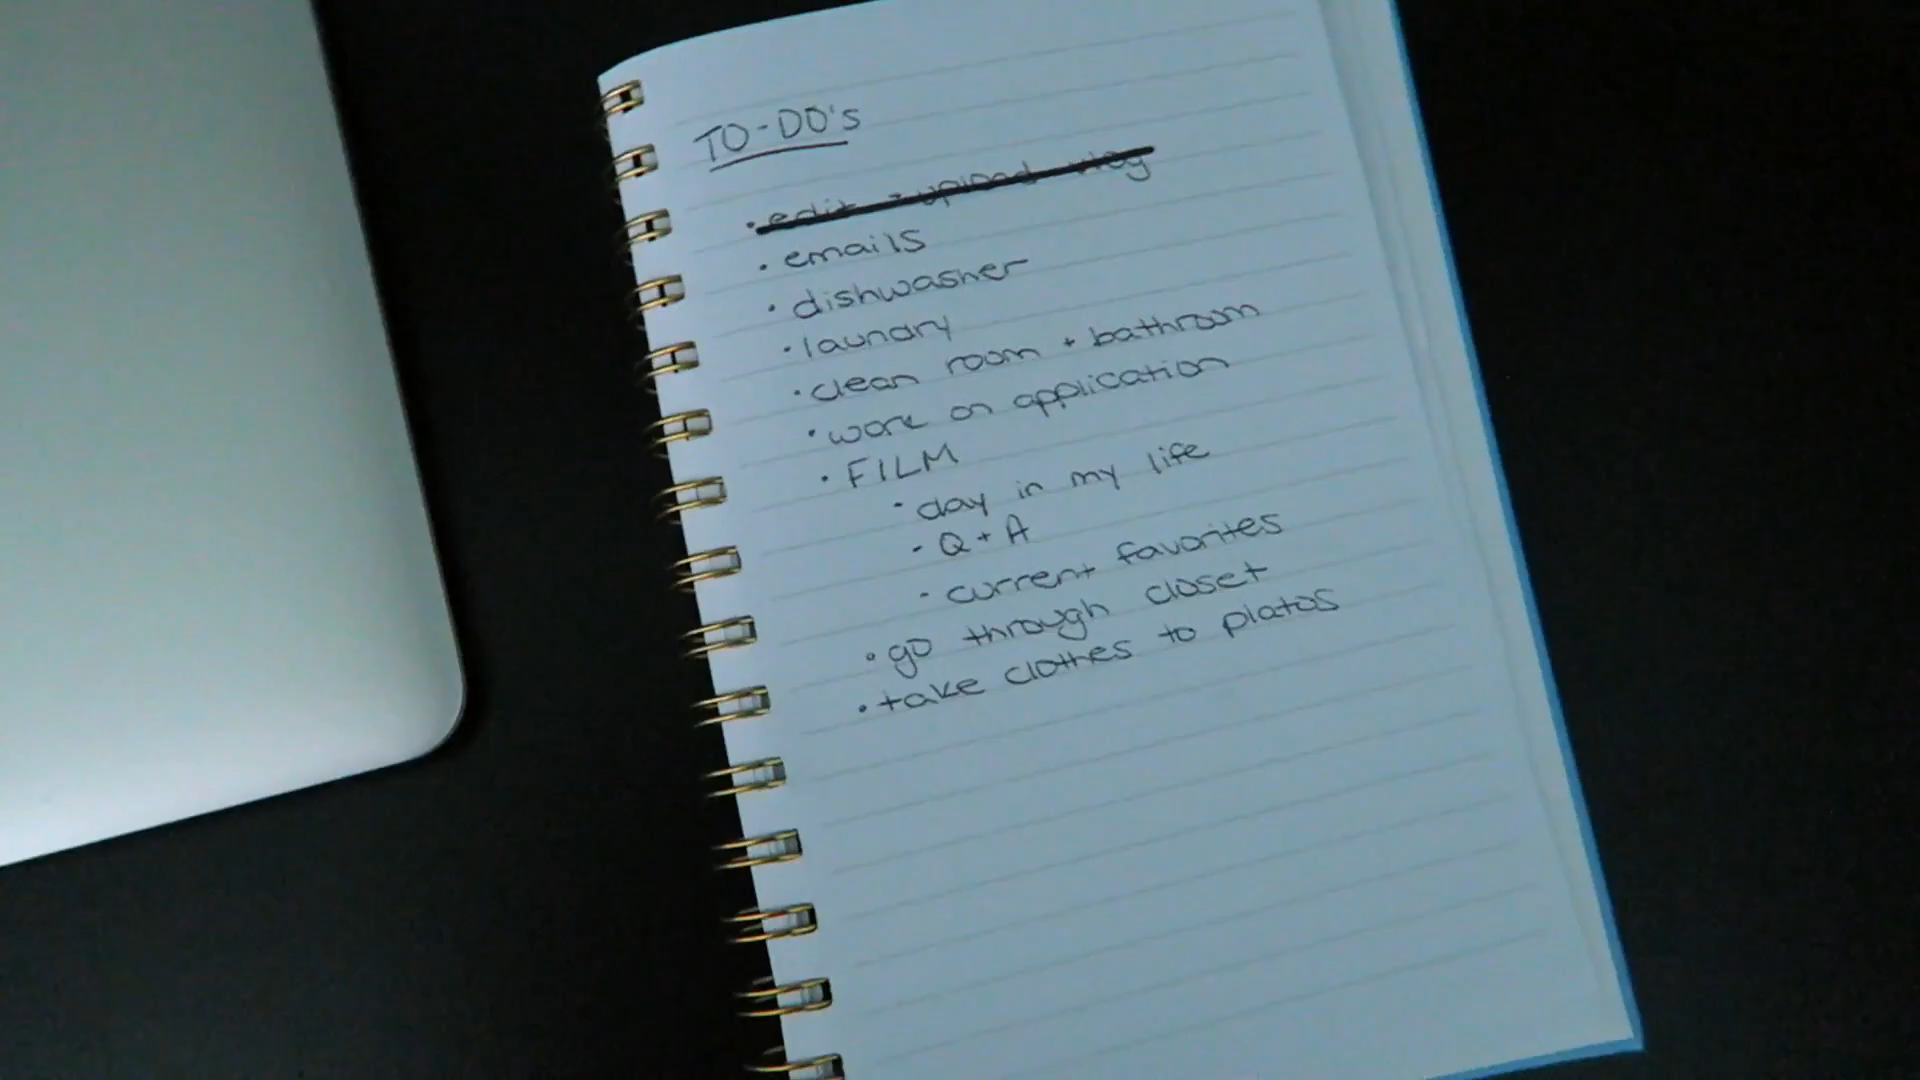 TO-DO's
• edit + upload vlog
• emails
• dishwasher
• laundry
• clean room + bathroom
• work on application
• FILM
- day in my life
- Q + A
- current favorites
• go through closet
• take clothes to platos